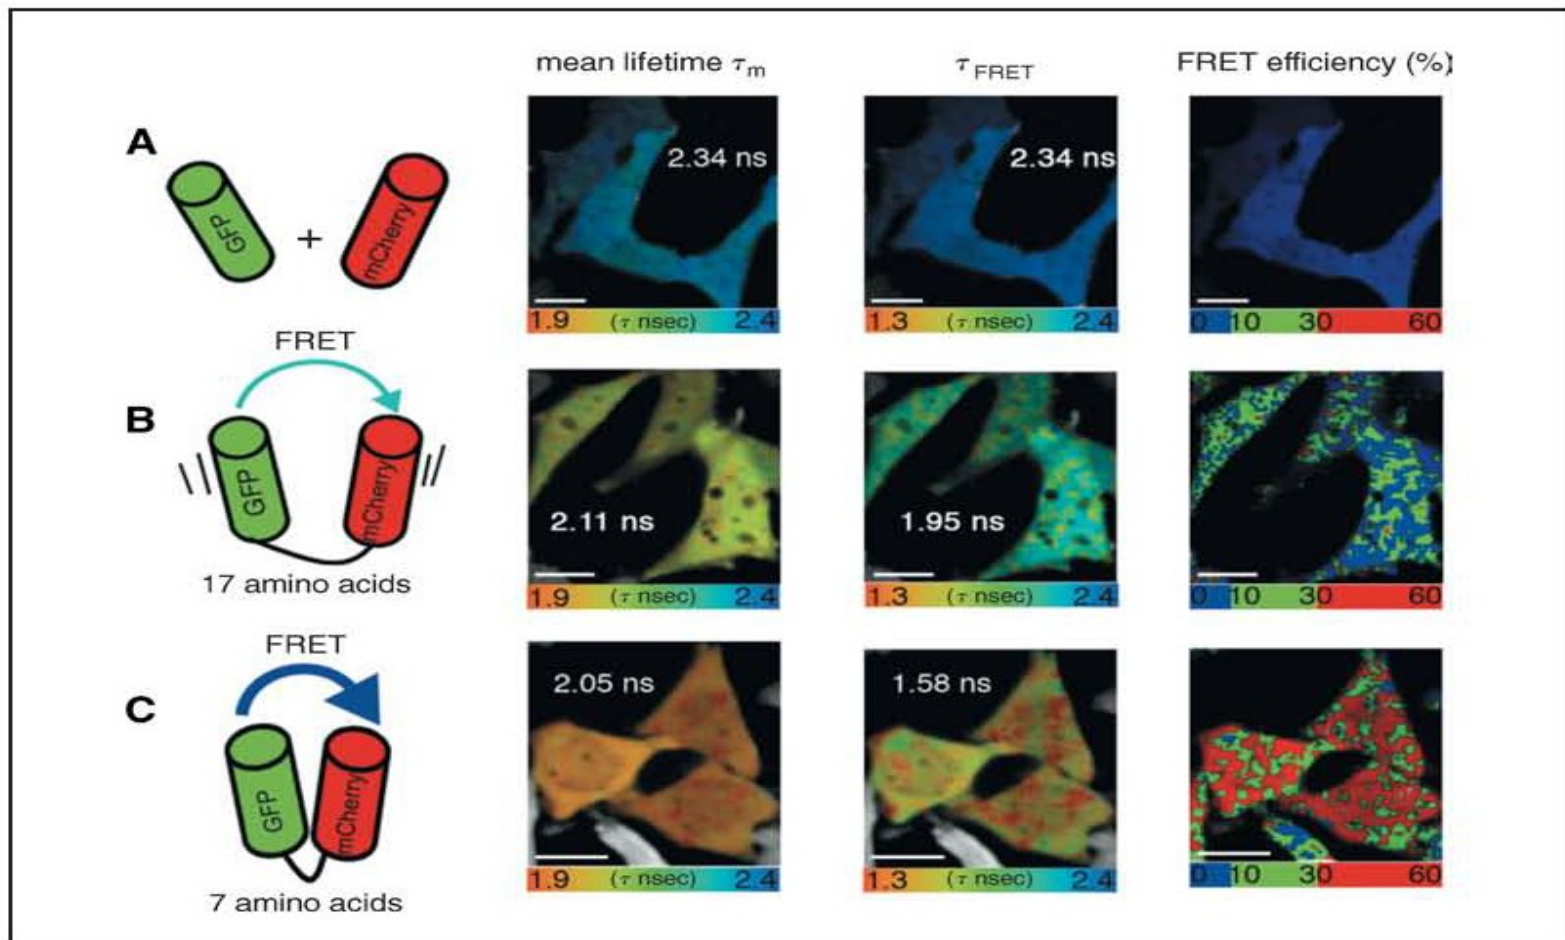 mean lifetime τm
τFRET
FRET efficiency (%)
A
GFP
+
mCherry
2.34 ns
2.34 ns
1.9 (τ nsec) 2.4
1.3 (τ nsec) 2.4
0 10 30 60
FRET
B
GFP
mCherry
17 amino acids
2.11 ns
1.95 ns
1.9 (τ nsec) 2.4
1.3 (τ nsec) 2.4
0 10 30 60
FRET
C
GFP
mCherry
7 amino acids
2.05 ns
1.58 ns
1.9 (τ nsec) 2.4
1.3 (τ nsec) 2.4
0 10 30 60